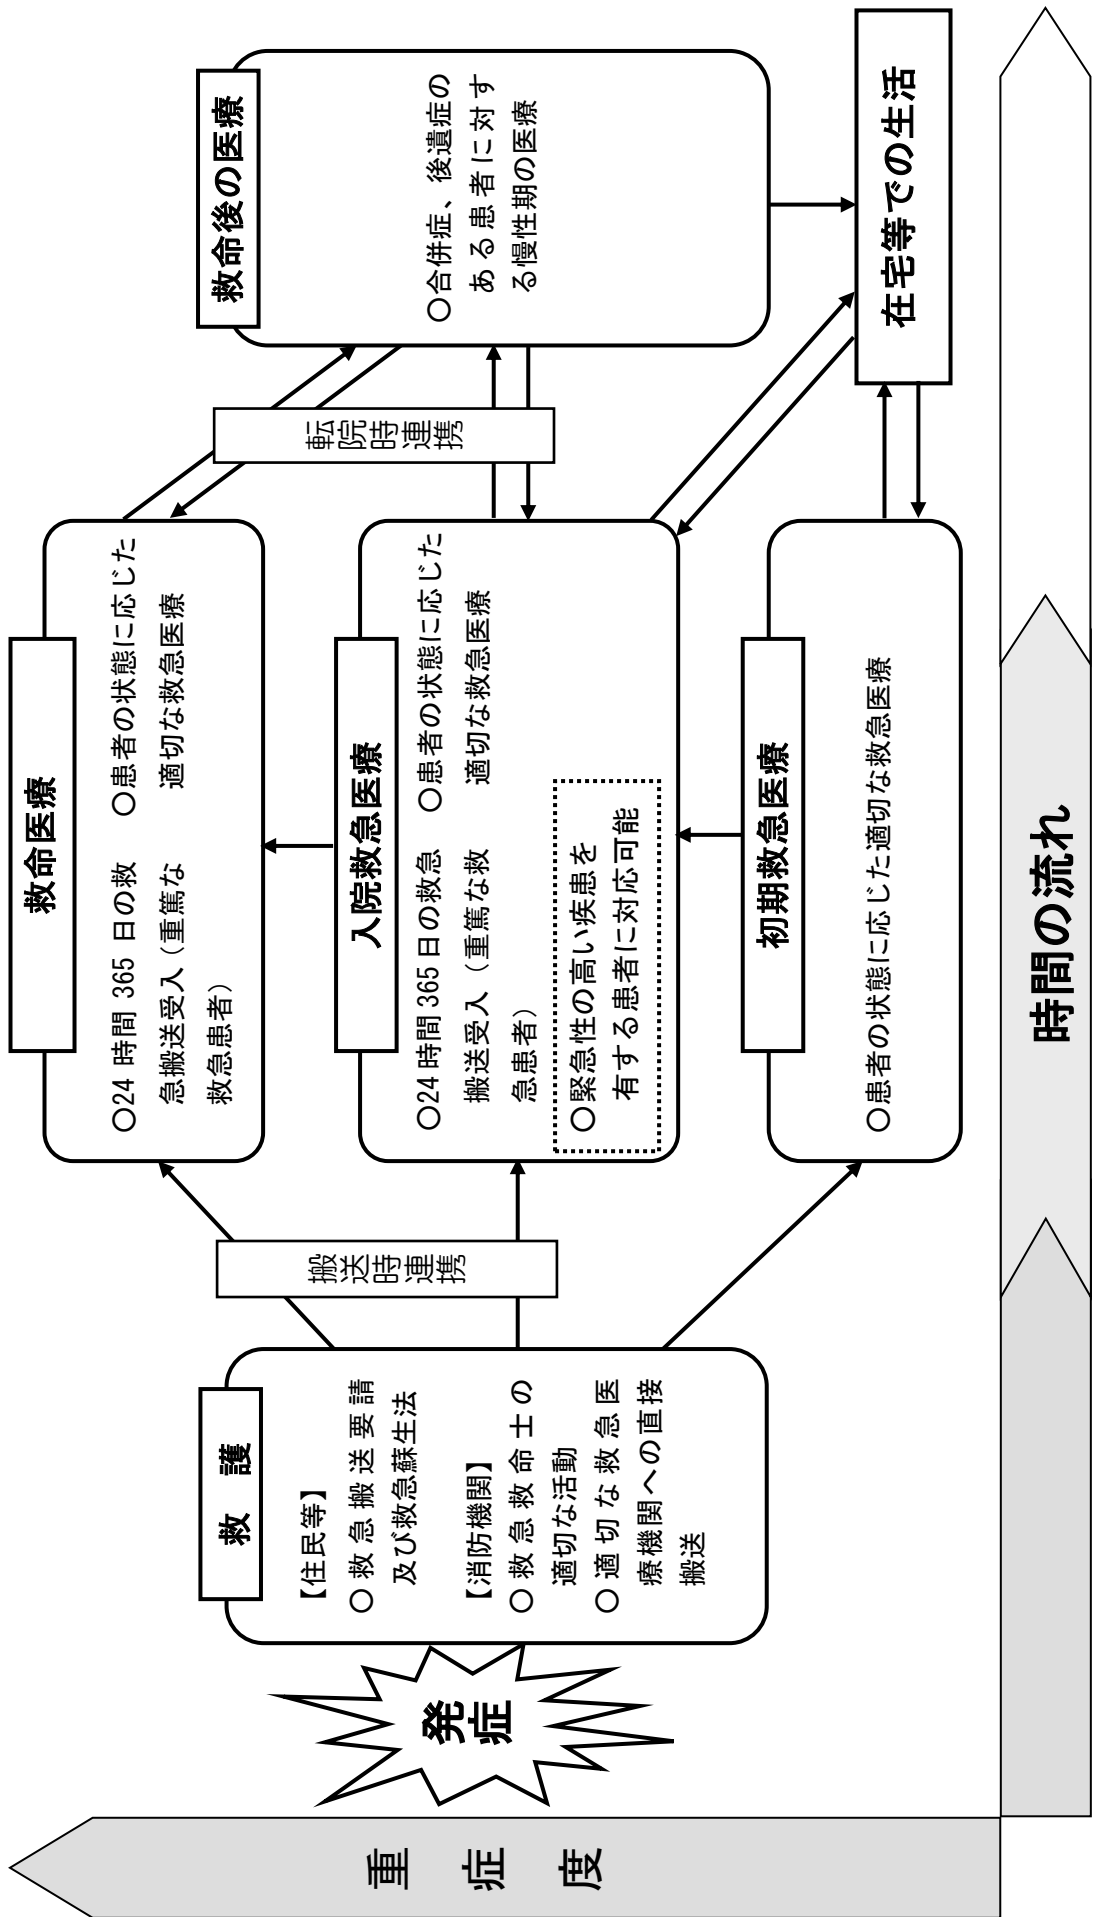 重症度
発
症
救　護
【住民等】
○救急搬送要請
及び救急蘇生法
【消防機関】
○救急救命士の
適切な活動
○適切な救急医
療機関への直接
搬送
搬送時連携
救命医療
○24 時間 365 日の救
急搬送受入（重篤な
救急患者）
○患者の状態に応じた
適切な救急医療
入院救急医療
○24 時間 365 日の救急
搬送受入（重篤な救
急患者）
○患者の状態に応じた
適切な救急医療
○緊急性の高い疾患を
有する患者に対応可能
初期救急医療
○患者の状態に応じた適切な救急医療
転院時連携
救命後の医療
○合併症、後遺症の
ある患者に対す
る慢性期の医療
在宅等での生活
時間の流れ